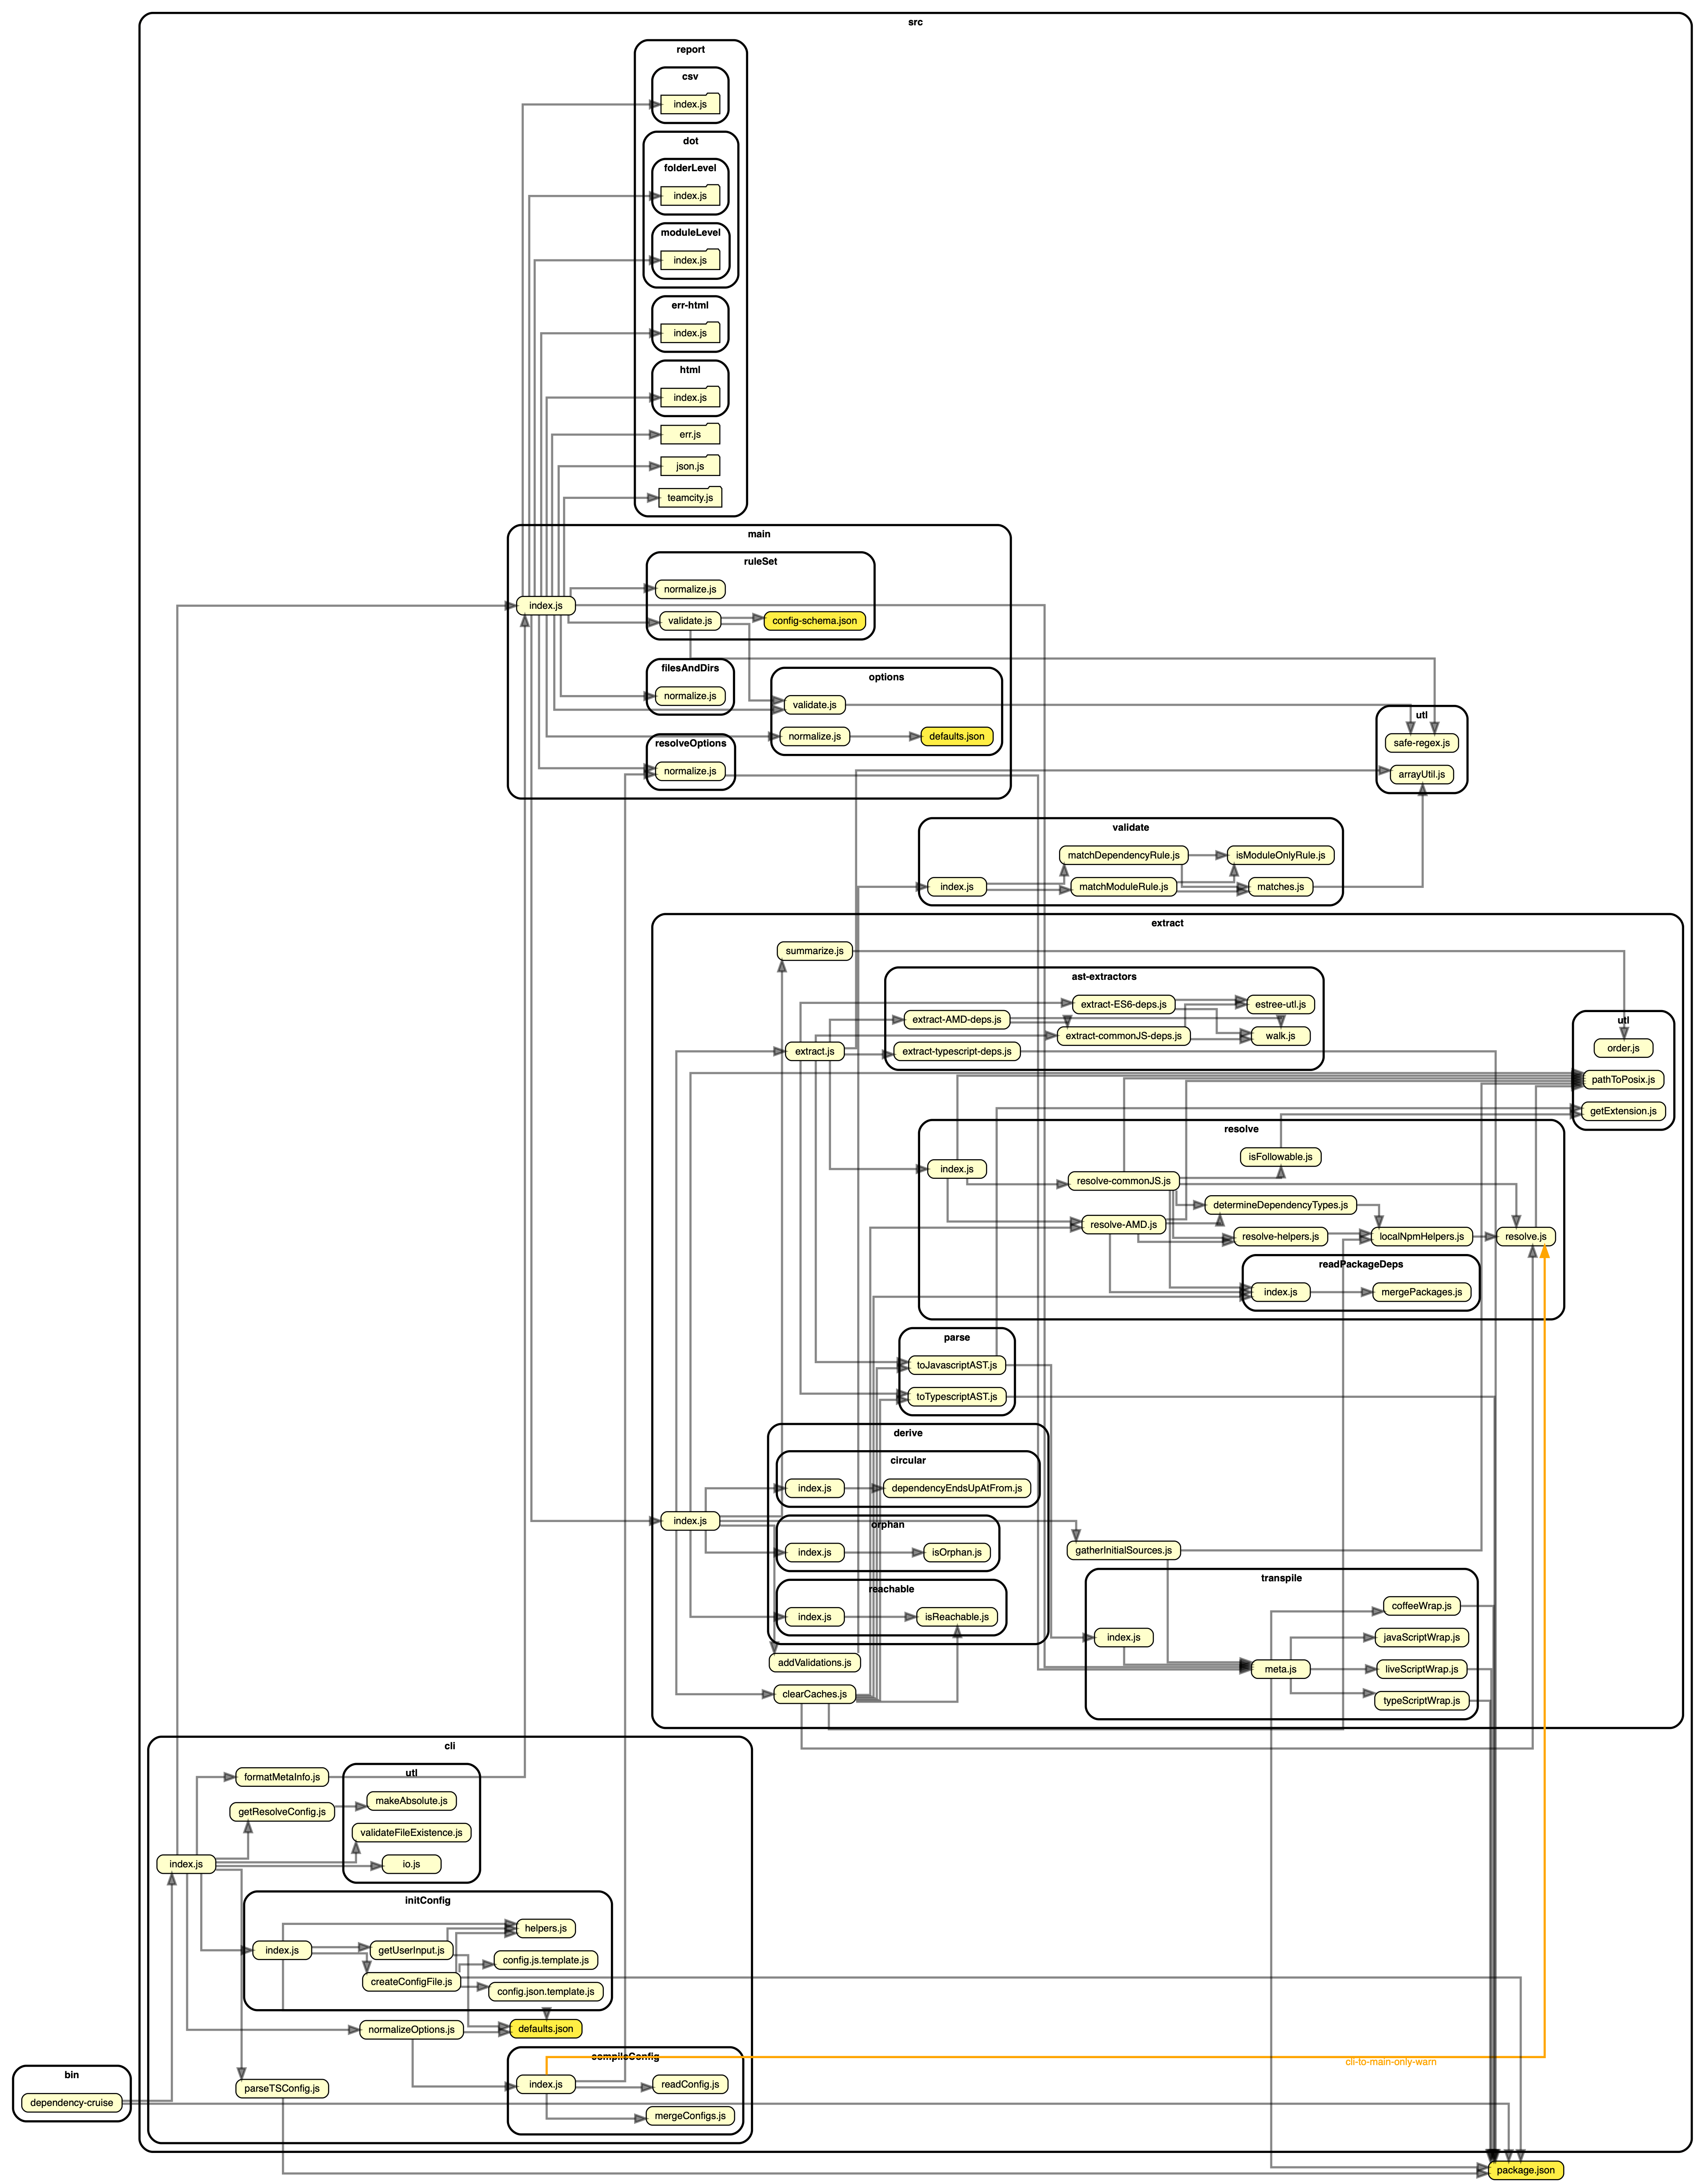 src
report
csv
index.js
dot
folderLevel
index.js
moduleLevel
index.js
err-html
index.js
html
index.js
err.js
json.js
teamcity.js
main
ruleSet
normalize.js
index.js
validate.js
config-schema.json
filesAndDirs
normalize.js
options
validate.js
normalize.js
defaults.json
resolveOptions
normalize.js
utl
safe-regex.js
arrayUtil.js
validate
matchDependencyRule.js
isModuleOnlyRule.js
index.js
matchModuleRule.js
matches.js
extract
summarize.js
ast-extractors
extract-ES6-deps.js
estree-utl.js
extract-AMD-deps.js
extract-commonJS-deps.js
walk.js
extract.js
extract-typescript-deps.js
utl
order.js
pathToPosix.js
getExtension.js
resolve
isFollowable.js
index.js
resolve-commonJS.js
determineDependencyTypes.js
resolve-AMD.js
resolve-helpers.js
localNpmHelpers.js
resolve.js
readPackageDeps
index.js
mergePackages.js
parse
toJavascriptAST.js
toTypescriptAST.js
derive
circular
index.js
dependencyEndsUpAtFrom.js
index.js
orphan
index.js
isOrphan.js
gatherInitialSources.js
reachable
index.js
isReachable.js
transpile
coffeeWrap.js
index.js
javaScriptWrap.js
meta.js
liveScriptWrap.js
typeScriptWrap.js
addValidations.js
clearCaches.js
cli
formatMetaInfo.js
utl
makeAbsolute.js
getResolveConfig.js
validateFileExistence.js
index.js
io.js
initConfig
helpers.js
index.js
getUserInput.js
config.js.template.js
createConfigFile.js
config.json.template.js
normalizeOptions.js
defaults.json
compileConfig
cli-to-main-only-warn
index.js
readConfig.js
parseTSConfig.js
mergeConfigs.js
bin
dependency-cruise
package.json